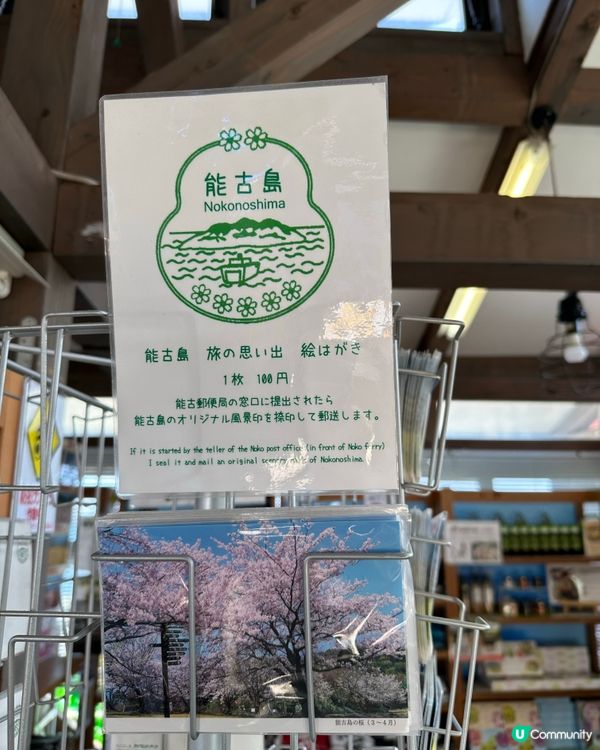 能古島
Nokonoshima
能古島 旅の思い出 絵はがき
1枚 100円
能古郵便局の窓口に提出されたら
能古島のオリジナル風景印を捺印して郵送します。
If it is started by the teller of the Noko post office (in front of Noko ferry)
I seal it and mail an original scenery mark of Nokonoshima.
能古島の桜（3～4月）
U Community